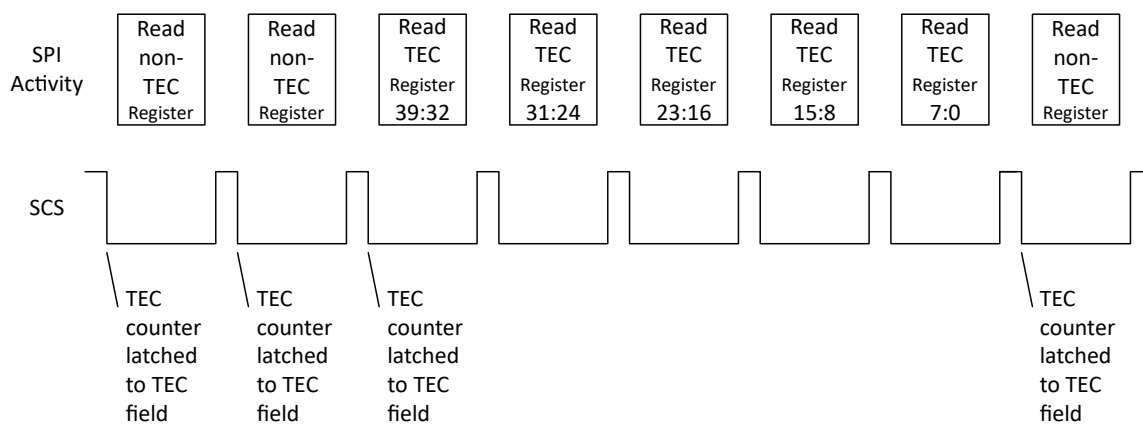 SPI
Activity
Read
non-
TEC
Register
Read
non-
TEC
Register
Read
TEC
Register
39:32
Read
TEC
Register
31:24
Read
TEC
Register
23:16
Read
TEC
Register
15:8
Read
TEC
Register
7:0
Read
non-
TEC
Register
SCS
TEC
counter
latched
to TEC
field
TEC
counter
latched
to TEC
field
TEC
counter
latched
to TEC
field
TEC
counter
latched
to TEC
field